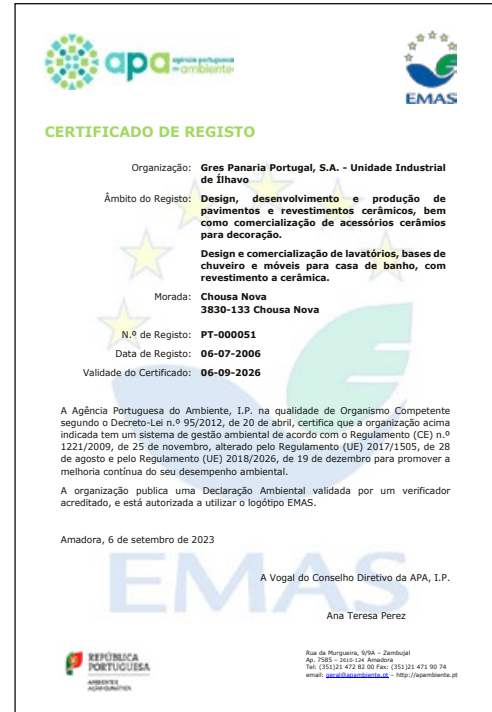 apa agência portuguesa do ambiente
EMAS
CERTIFICADO DE REGISTO
Organização: Gres Panaria Portugal, S.A. - Unidade Industrial
de Ílhavo
Âmbito do Registo: Design, desenvolvimento e produção de
pavimentos e revestimentos cerâmicos, bem
como comercialização de acessórios cerâmios
para decoração.
Design e comercialização de lavatórios, bases de
chuveiro e móveis para casa de banho, com
revestimento a cerâmica.
Morada: Chousa Nova
3830-133 Chousa Nova
N.º de Registo: PT-000051
Data de Registo: 06-07-2006
Validade do Certificado: 06-09-2026
A Agência Portuguesa do Ambiente, I.P. na qualidade de Organismo Competente
segundo o Decreto-Lei n.º 95/2012, de 20 de abril, certifica que a organização acima
indicada tem um sistema de gestão ambiental de acordo com o Regulamento (CE) n.º
1221/2009, de 25 de novembro, alterado pelo Regulamento (UE) 2017/1505, de 28
de agosto e pelo Regulamento (UE) 2018/2026, de 19 de dezembro para promover a
melhoria contínua do seu desempenho ambiental.
A organização publica uma Declaração Ambiental validada por um verificador
acreditado, e está autorizada a utilizar o logótipo EMAS.
Amadora, 6 de setembro de 2023
EMAS
A Vogal do Conselho Diretivo da APA, I.P.
Ana Teresa Perez
REPÚBLICA
PORTUGUESA
AMBIENTE E
AÇÃO CLIMÁTICA
Rua da Murgueira, 9/9A – Zambujal
Ap. 7585 – 2610-124 Amadora
Tel: (351)21 472 82 00 Fax: (351)21 471 90 74
email: geral@apambiente.pt – http://apambiente.pt